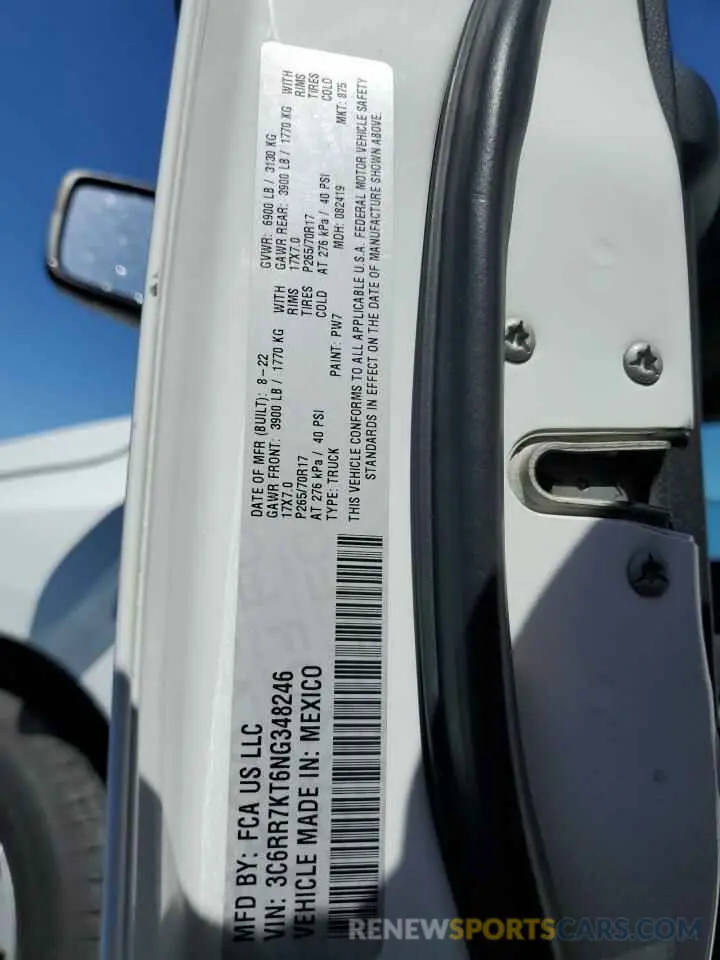 MFD BY: FCA US LLC
VIN: 3C6RR7KT6NG348246
VEHICLE MADE IN: MEXICO
DATE OF MFR (BUILT): 8-22 GVWR: 6900 LB / 3130 KG
GAWR FRONT: 3900 LB / 1770 KG WITH GAWR REAR: 3900 LB / 1770 KG WITH
17X7.0 RIMS 17X7.0 RIMS
P265/70R17 TIRES P265/70R17 TIRES
AT 276 kPa / 40 PSI COLD AT 276 kPa / 40 PSI COLD
TYPE: TRUCK PAINT: PW7 MDH: 082419 MKT: 875
THIS VEHICLE CONFORMS TO ALL APPLICABLE U.S.A. FEDERAL MOTOR VEHICLE SAFETY
STANDARDS IN EFFECT ON THE DATE OF MANUFACTURE SHOWN ABOVE.
RENEWSPORTSCARS.COM